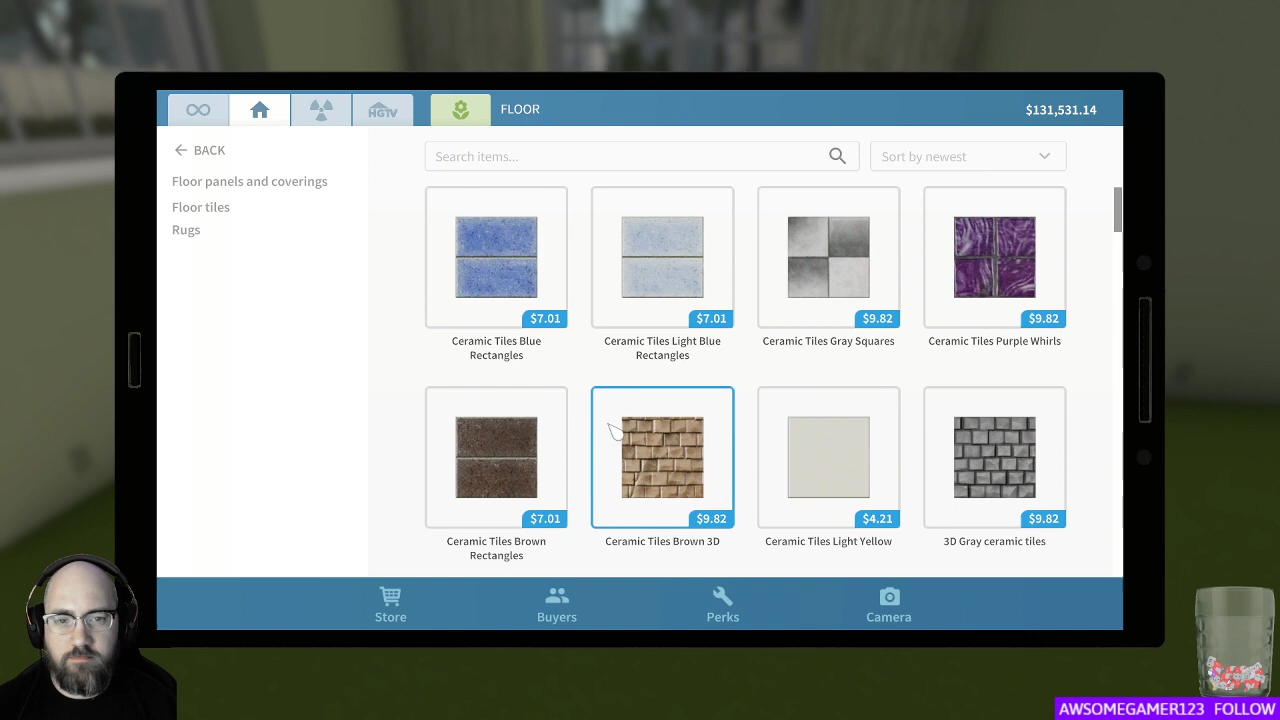 HGTV
FLOOR
$131,531.14
BACK
Search items...
Sort by newest
Floor panels and coverings
Floor tiles
Rugs
$7.01
$7.01
$9.82
$9.82
Ceramic Tiles Blue
Rectangles
Ceramic Tiles Light Blue
Rectangles
Ceramic Tiles Gray Squares
Ceramic Tiles Purple Whirls
$7.01
$9.82
$4.21
$9.82
Ceramic Tiles Brown
Rectangles
Ceramic Tiles Brown 3D
Ceramic Tiles Light Yellow
3D Gray ceramic tiles
Store
Buyers
Perks
Camera
AWSOMEGAMER123 FOLLOW